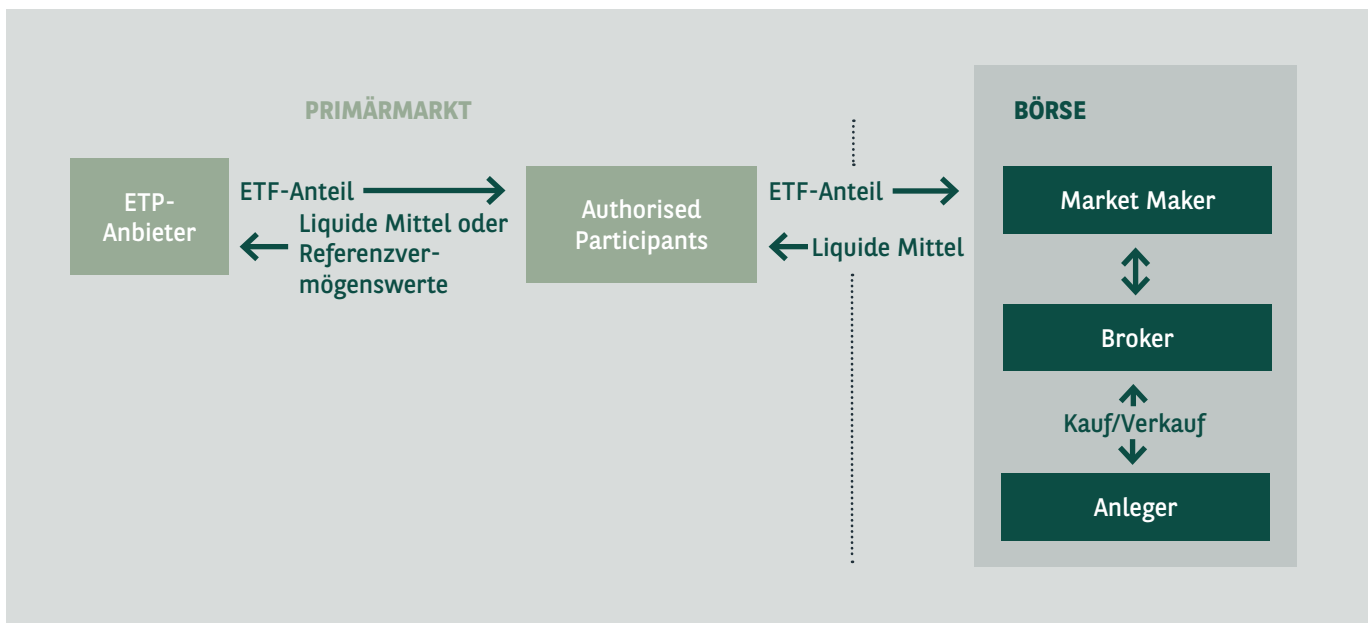 PRIMÄRMARKT
BÖRSE
ETP-
Anbieter
ETF-Anteil
Liquide Mittel oder
Referenzver-
mögenswerte
Authorised
Participants
ETF-Anteil
Liquide Mittel
Market Maker
Broker
Kauf/Verkauf
Anleger